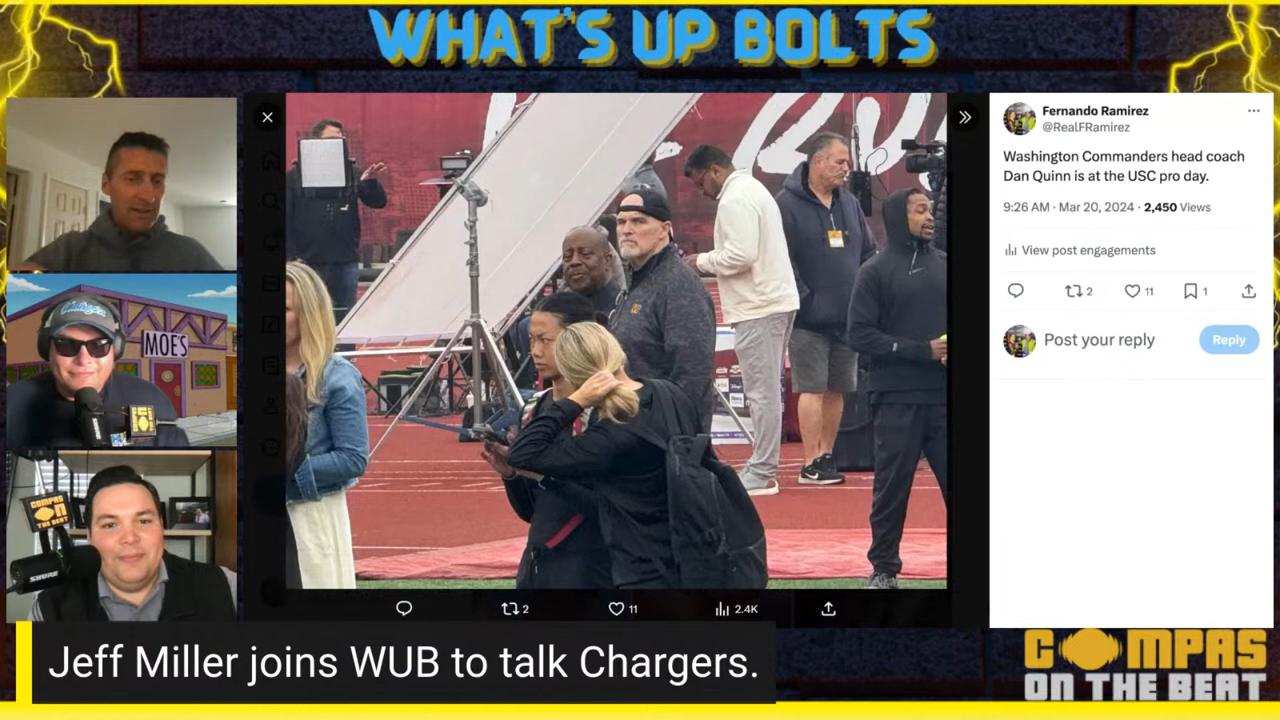 WHAT'S UP BOLTS
MOE'S
COMPAS
ON
THE BEAT
SHURE
Fernando Ramirez
@RealFRamirez
Washington Commanders head coach
Dan Quinn is at the USC pro day.
9:26 AM · Mar 20, 2024 · 2,450 Views
View post engagements
2
11
1
Post your reply
Reply
2
11
2.4K
Jeff Miller joins WUB to talk Chargers.
COMPAS
ON THE BEAT